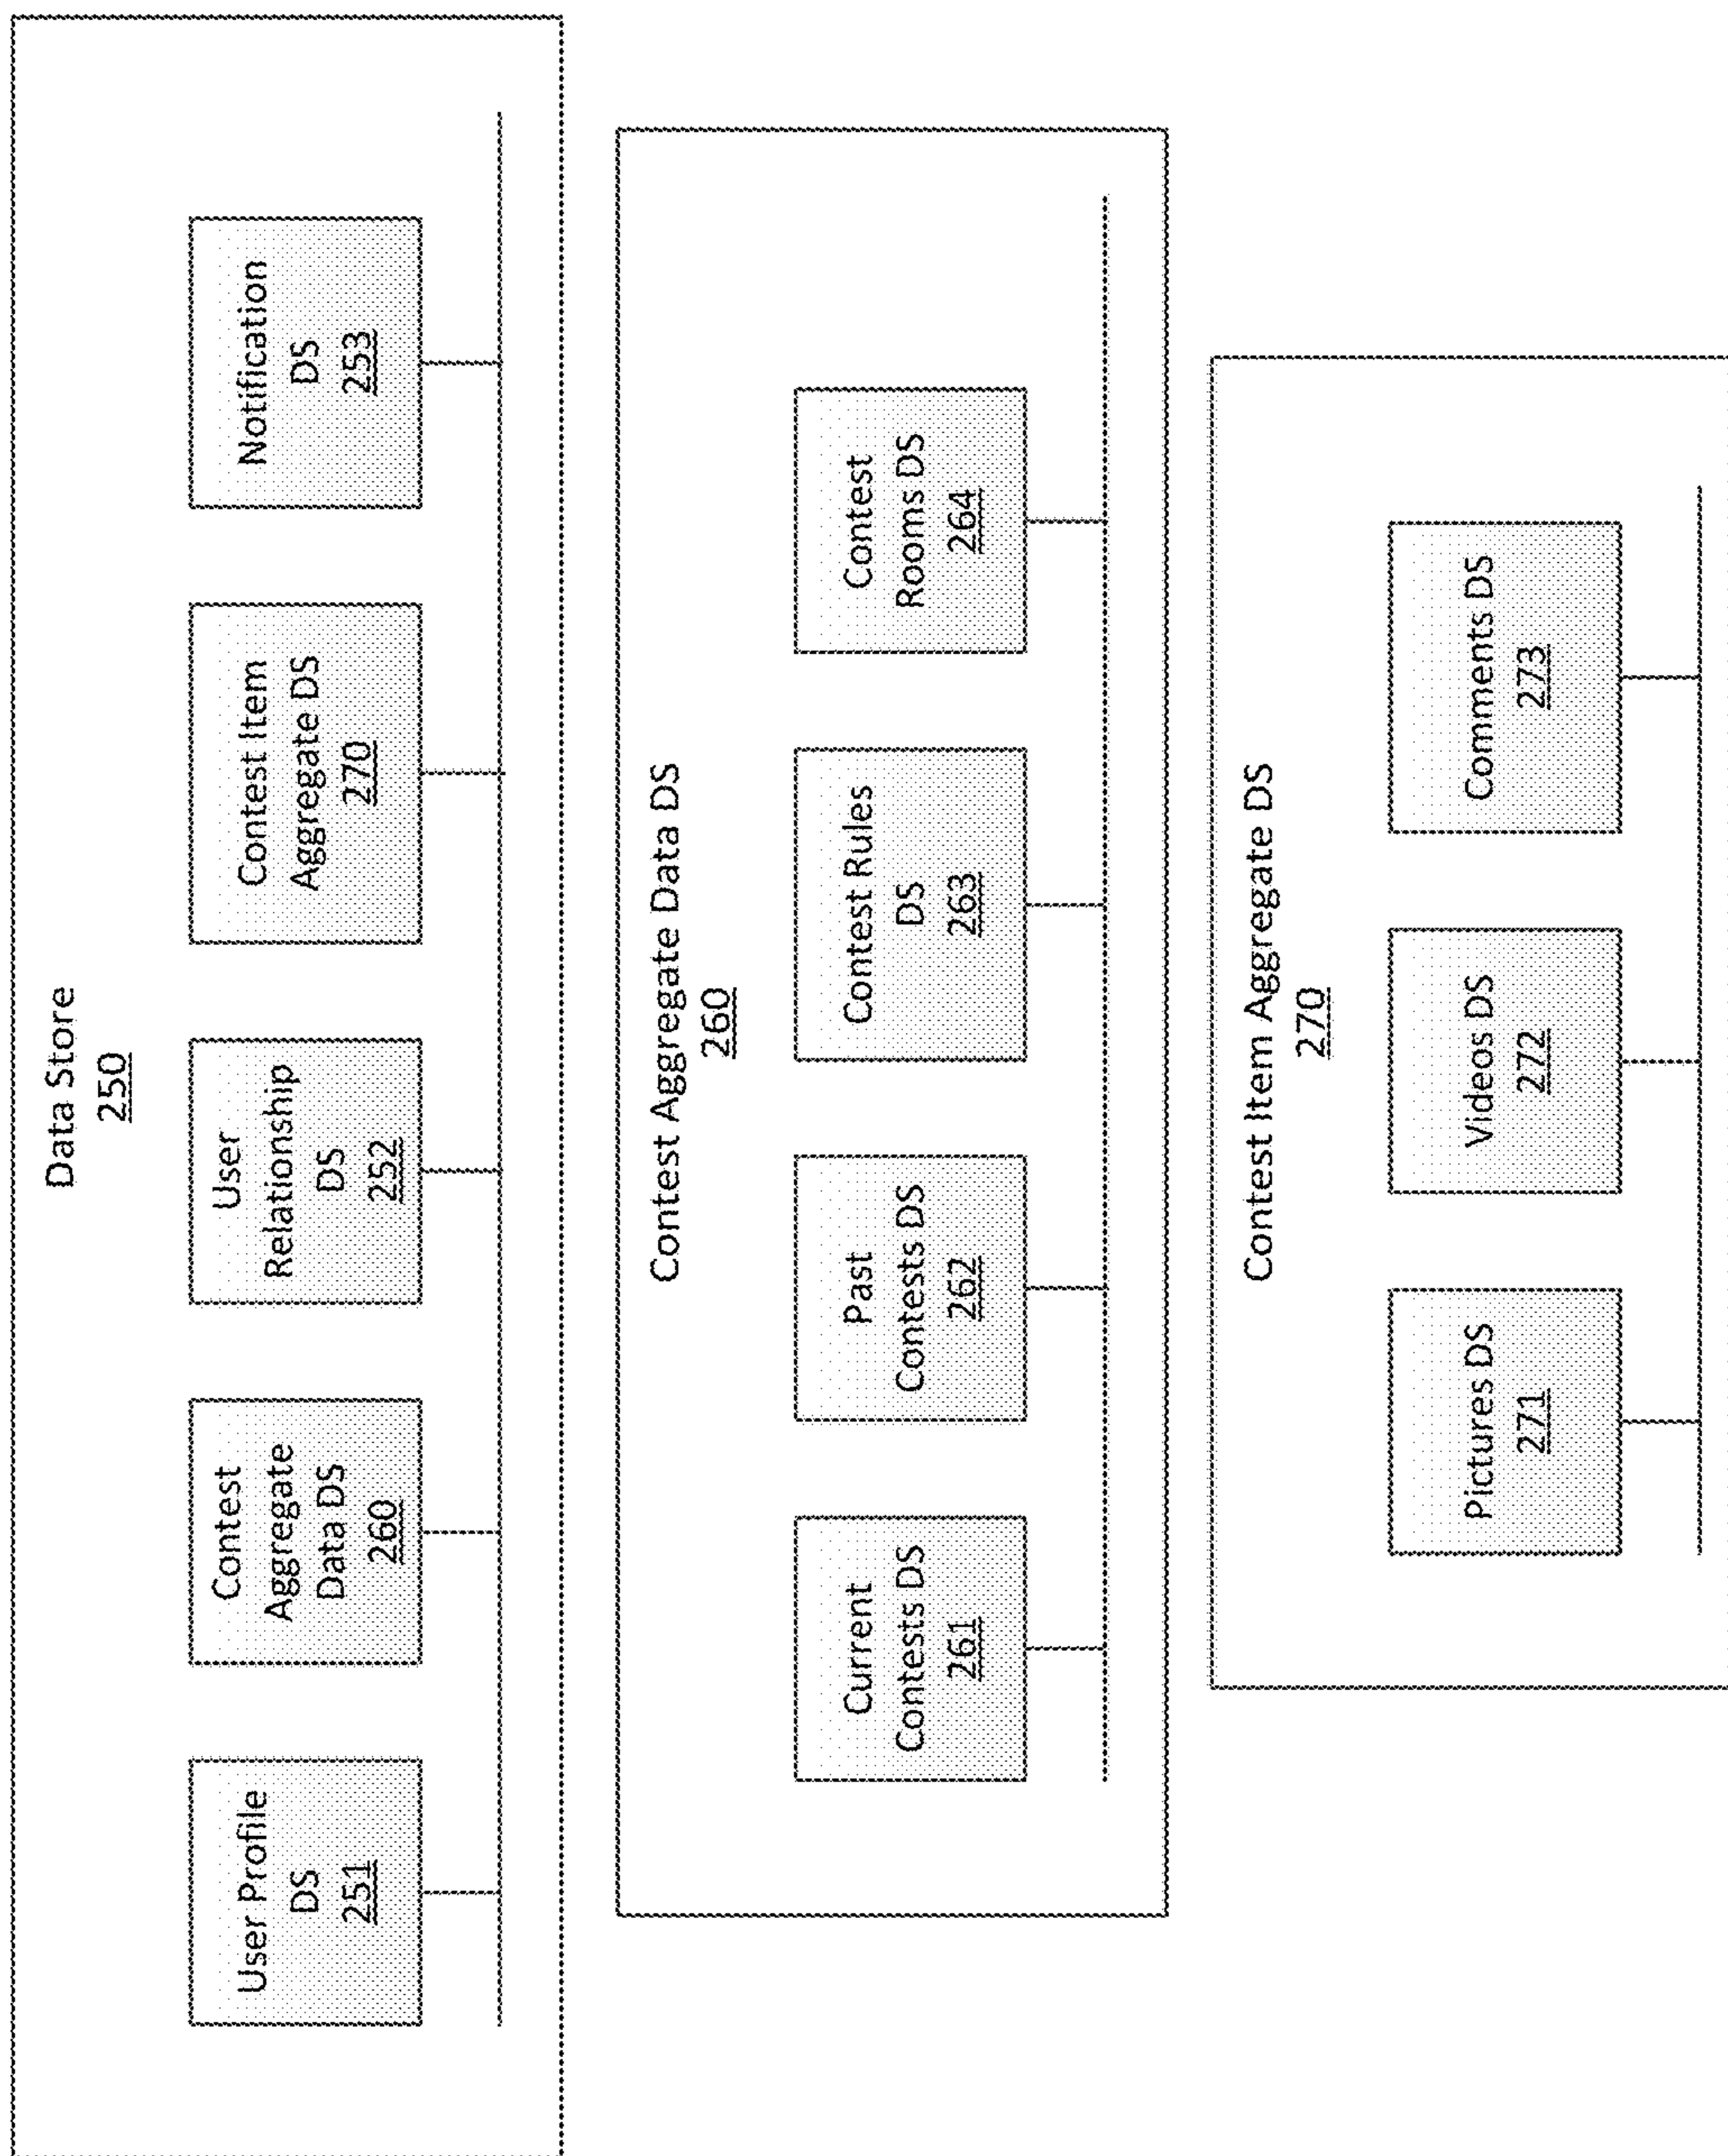 Data Store
250
User Profile
DS
251
Contest
Aggregate
Data DS
260
User
Relationship
DS
252
Contest Item
Aggregate DS
270
Notification
DS
253
Contest Aggregate Data DS
260
Current
Contests DS
261
Past
Contests DS
262
Contest Rules
DS
263
Contest
Rooms DS
264
Contest Item Aggregate DS
270
Pictures DS
271
Videos DS
272
Comments DS
273